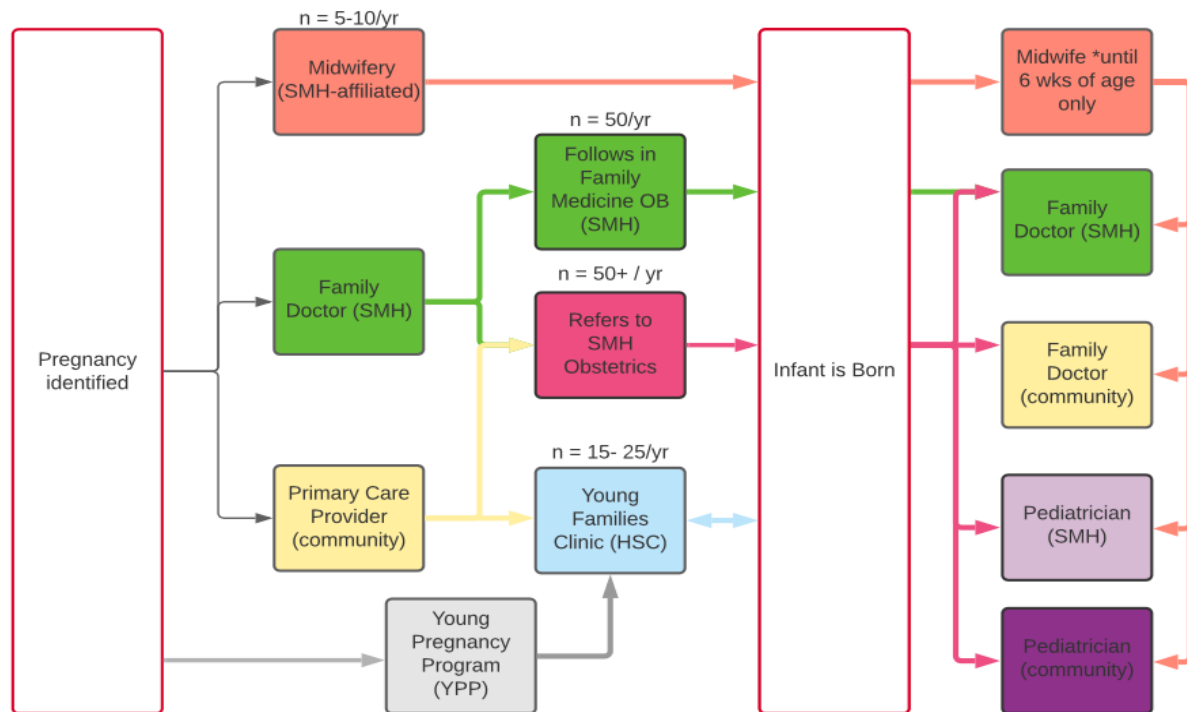 n = 5-10/yr
Midwifery
(SMH-affiliated)
Midwife *until
6 wks of age
only
n = 50/yr
Follows in
Family
Medicine OB
(SMH)
Family
Doctor (SMH)
Family
Doctor (SMH)
n = 50+ / yr
Refers to
SMH
Obstetrics
Pregnancy
identified
Infant is Born
Family
Doctor
(community)
n = 15- 25/yr
Primary Care
Provider
(community)
Young
Families
Clinic (HSC)
Pediatrician
(SMH)
Young
Pregnancy
Program
(YPP)
Pediatrician
(community)